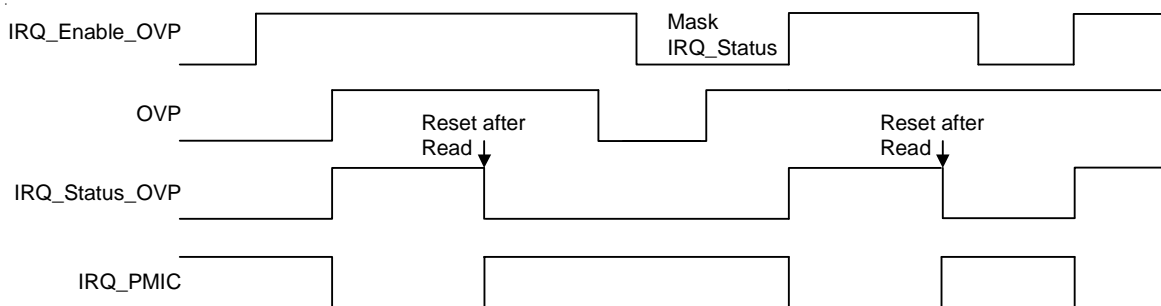 IRQ_Enable_OVP
Mask
IRQ_Status
OVP
Reset after
Read
Reset after
Read
IRQ_Status_OVP
IRQ_PMIC